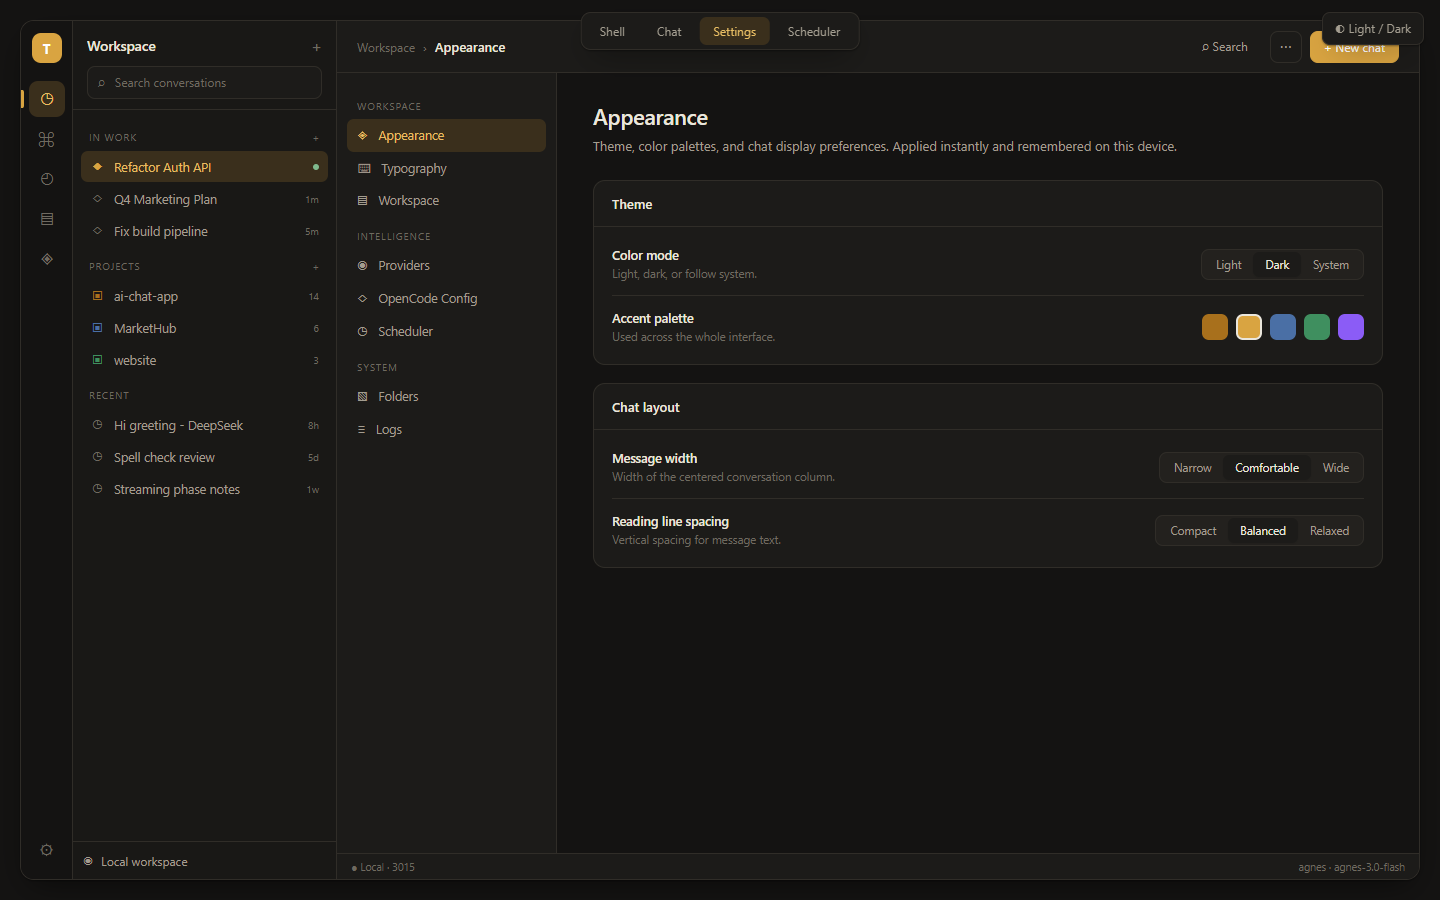 Shell
Chat
Settings
Scheduler
Light / Dark
T
Workspace
+
Search conversations
IN WORK
+
Refactor Auth API
Q4 Marketing Plan
1m
Fix build pipeline
5m
PROJECTS
+
ai-chat-app
14
MarketHub
6
website
3
RECENT
Hi greeting - DeepSeek
8h
Spell check review
5d
Streaming phase notes
1w
Local workspace
Workspace › Appearance
Search
···
+ New chat
WORKSPACE
Appearance
Typography
Workspace
INTELLIGENCE
Providers
OpenCode Config
Scheduler
SYSTEM
Folders
Logs
Appearance
Theme, color palettes, and chat display preferences. Applied instantly and remembered on this device.
Theme
Color mode
Light, dark, or follow system.
Light
Dark
System
Accent palette
Used across the whole interface.
Chat layout
Message width
Width of the centered conversation column.
Narrow
Comfortable
Wide
Reading line spacing
Vertical spacing for message text.
Compact
Balanced
Relaxed
Local · 3015
agnes · agnes-3.0-flash